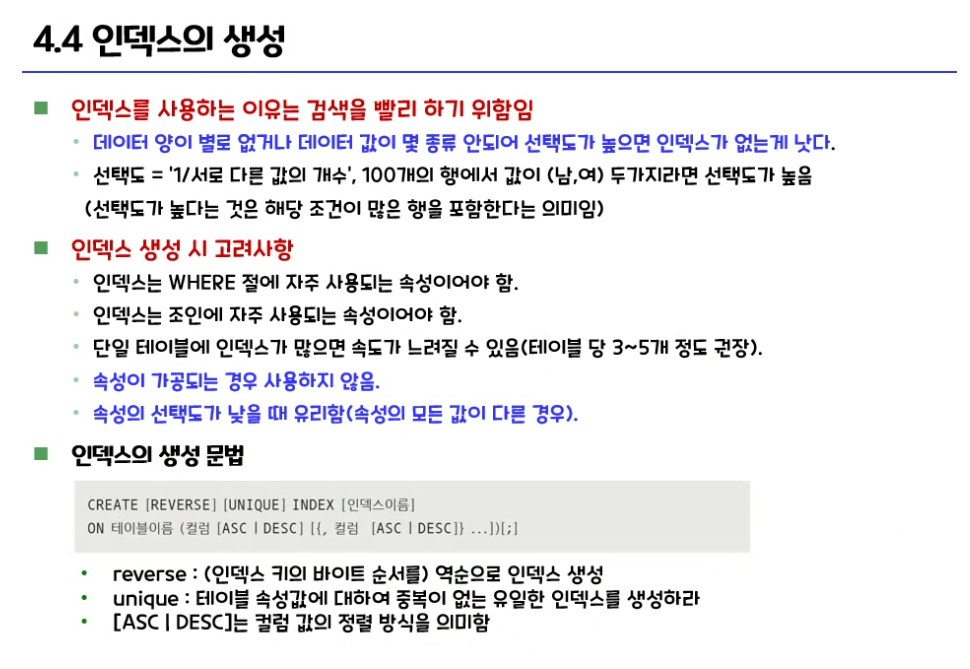 4.4 인덱스의 생성
인덱스를 사용하는 이유는 검색을 빨리 하기 위함임
데이터 양이 별로 없거나 데이터 값이 몇 종류 안되어 선택도가 높으면 인덱스가 없는게 낫다.
선택도 = '1/서로 다른 값의 개수', 100개의 행에서 값이 (남,여) 두가지라면 선택도가 높음
(선택도가 높다는 것은 해당 조건이 많은 행을 포함한다는 의미임)
인덱스 생성 시 고려사항
인덱스는 WHERE 절에 자주 사용되는 속성이어야 함.
인덱스는 조인에 자주 사용되는 속성이어야 함.
단일 테이블에 인덱스가 많으면 속도가 느려질 수 있음(테이블 당 3~5개 정도 권장).
속성이 가공되는 경우 사용하지 않음.
속성의 선택도가 낮을 때 유리함(속성의 모든 값이 다른 경우).
인덱스의 생성 문법
CREATE [REVERSE] [UNIQUE] INDEX [인덱스이름]
ON 테이블이름 (컬럼 [ASC | DESC] [{, 컬럼 [ASC | DESC]} ...])[;]
reverse : (인덱스 키의 바이트 순서를) 역순으로 인덱스 생성
unique : 테이블 속성값에 대하여 중복이 없는 유일한 인덱스를 생성하라
[ASC | DESC]는 컬럼 값의 정렬 방식을 의미함